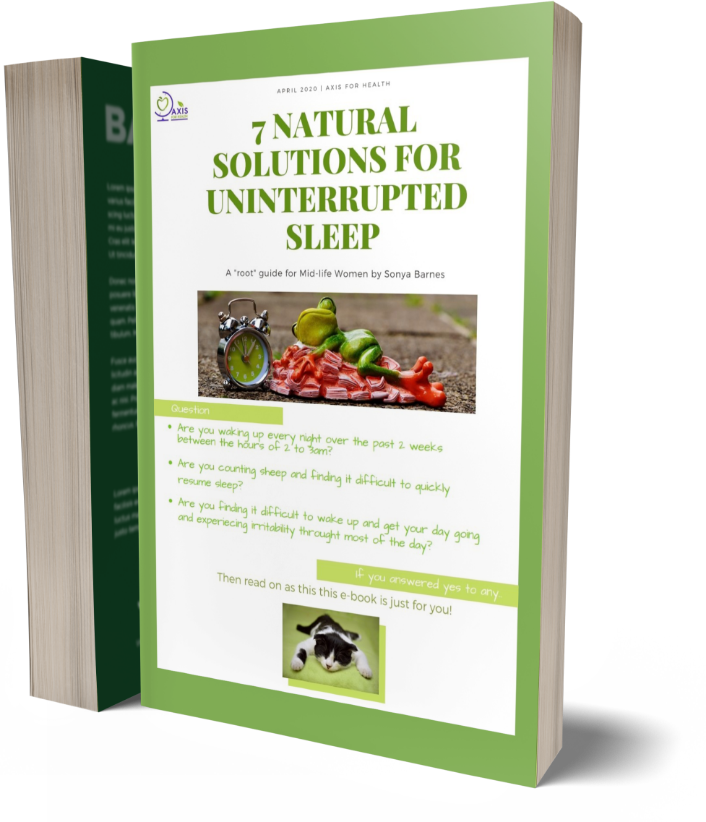 BA
Lorem
APRIL 2020 | AXIS FOR HEALTH
AXIS
7 NATURAL
SOLUTIONS FOR
UNINTERRUPTED
SLEEP
A "root" guide for Mid-life Women by Sonya Barnes
Question
• Are you waking up every night over the past 2 weeks
between the hours of 2 to 3am?
• Are you counting sheep and finding it difficult to quickly
resume sleep?
• Are you finding it difficult to wake up and get your day going
and experiecing irritability throught most of the day?
If you answered yes to any
Then read on as this this e-book is just for you!